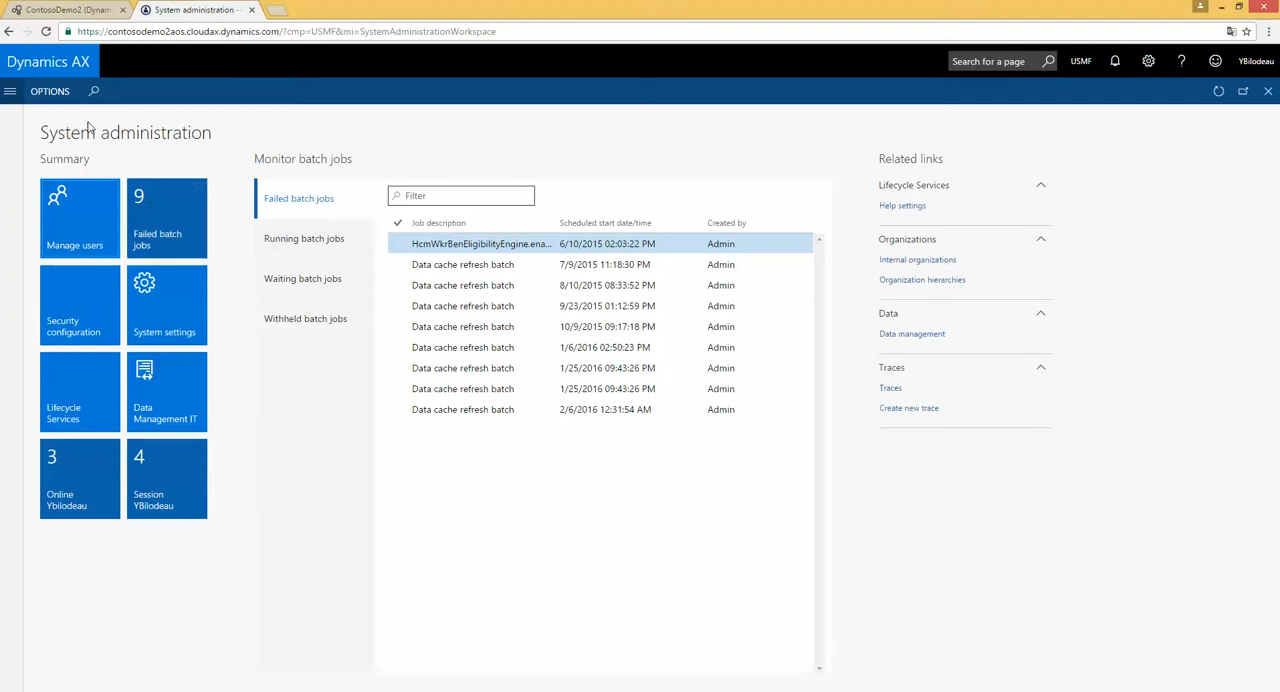 ContosoDemo2 (Dynam
System administration --
https://contosodemo2aos.cloudax.dynamics.com/?cmp=USMF&mi=SystemAdministrationWorkspace
Dynamics AX
Search for a page
USMF
YBilodeau
OPTIONS
System administration
Summary
Manage users
9
Failed batch
jobs
Security
configuration
System settings
Lifecycle
Services
Data
Management IT
3
Online
Ybilodeau
4
Session
YBilodeau
Monitor batch jobs
Failed batch jobs
Running batch jobs
Waiting batch jobs
Withheld batch jobs
Filter
Job description Scheduled start date/time Created by
HcmWkrBenEligibilityEngine.ena... 6/10/2015 02:03:22 PM Admin
Data cache refresh batch 7/9/2015 11:18:30 PM Admin
Data cache refresh batch 8/10/2015 08:33:52 PM Admin
Data cache refresh batch 9/23/2015 01:12:59 PM Admin
Data cache refresh batch 10/9/2015 09:17:18 PM Admin
Data cache refresh batch 1/6/2016 02:50:23 PM Admin
Data cache refresh batch 1/25/2016 09:43:26 PM Admin
Data cache refresh batch 1/25/2016 09:43:26 PM Admin
Data cache refresh batch 2/6/2016 12:31:54 AM Admin
Related links
Lifecycle Services
Help settings
Organizations
Internal organizations
Organization hierarchies
Data
Data management
Traces
Traces
Create new trace